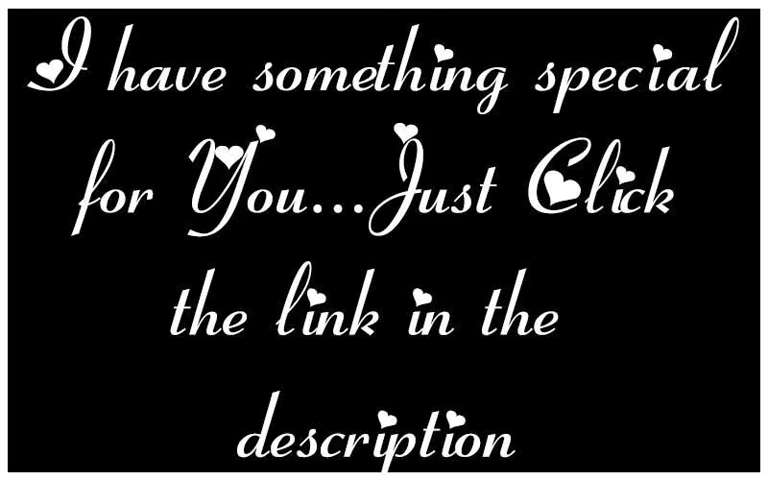 I have something special
for You...Just Click
the link in the
description